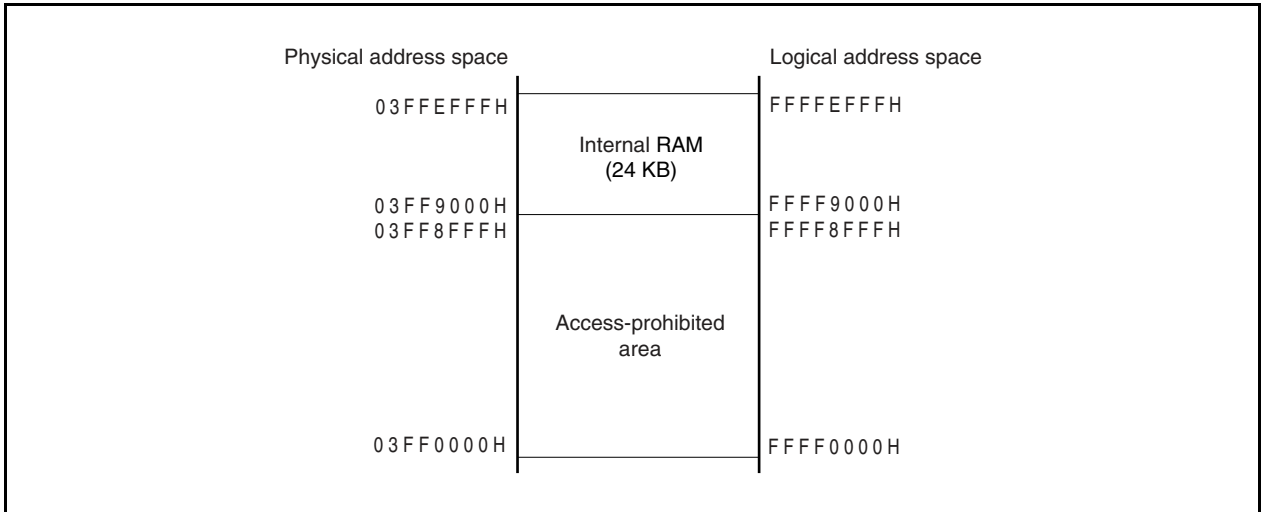 Physical address space
Logical address space
03FFEFFFH
FFFFEFFFH
Internal RAM
(24 KB)
03FF9000H
FFFF9000H
03FF8FFFH
FFFF8FFFH
Access-prohibited
area
03FF0000H
FFFF0000H